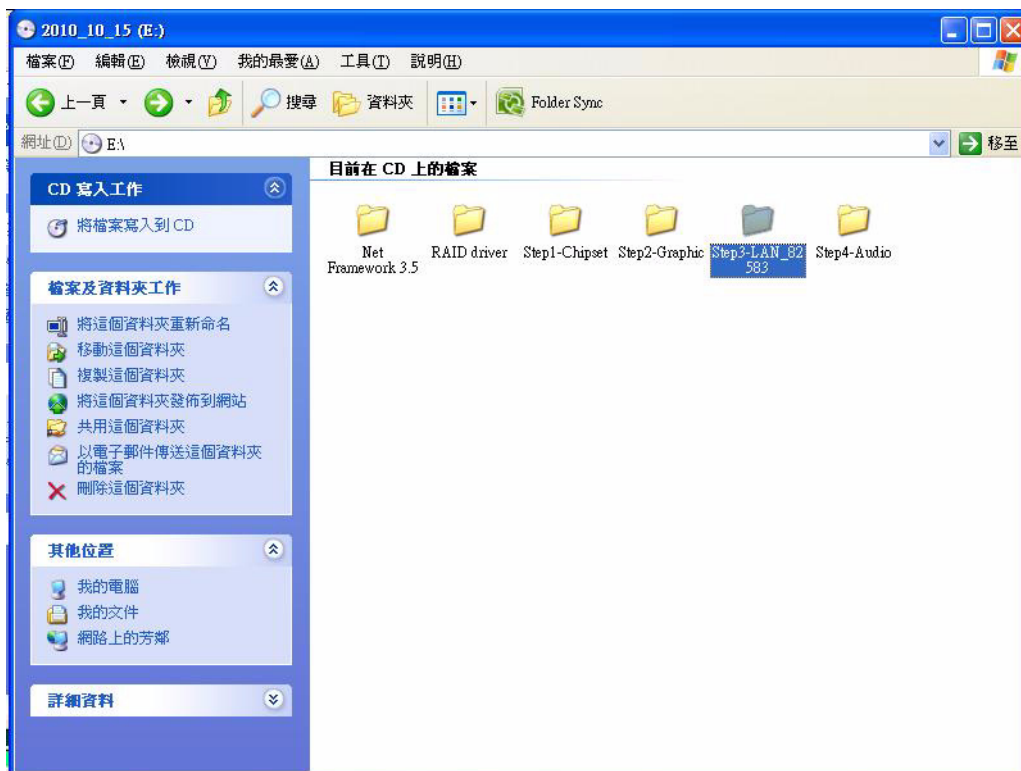 2010_10_15 (E:)
檔案(F) 編輯(E) 檢視(V) 我的最愛(A) 工具(T) 說明(H)
上一頁 搜尋 資料夾 Folder Sync
網址(D) E:\ 移至
CD 寫入工作
將檔案寫入到 CD
檔案及資料夾工作
將這個資料夾重新命名
移動這個資料夾
複製這個資料夾
將這個資料夾發佈到網站
共用這個資料夾
以電子郵件傳送這個資料夾
的檔案
刪除這個資料夾
其他位置
我的電腦
我的文件
網路上的芳鄰
詳細資料
目前在 CD 上的檔案
Net
Framework 3.5
RAID driver
Step1-Chipset
Step2-Graphic
Step3-LAN_82
583
Step4-Audio